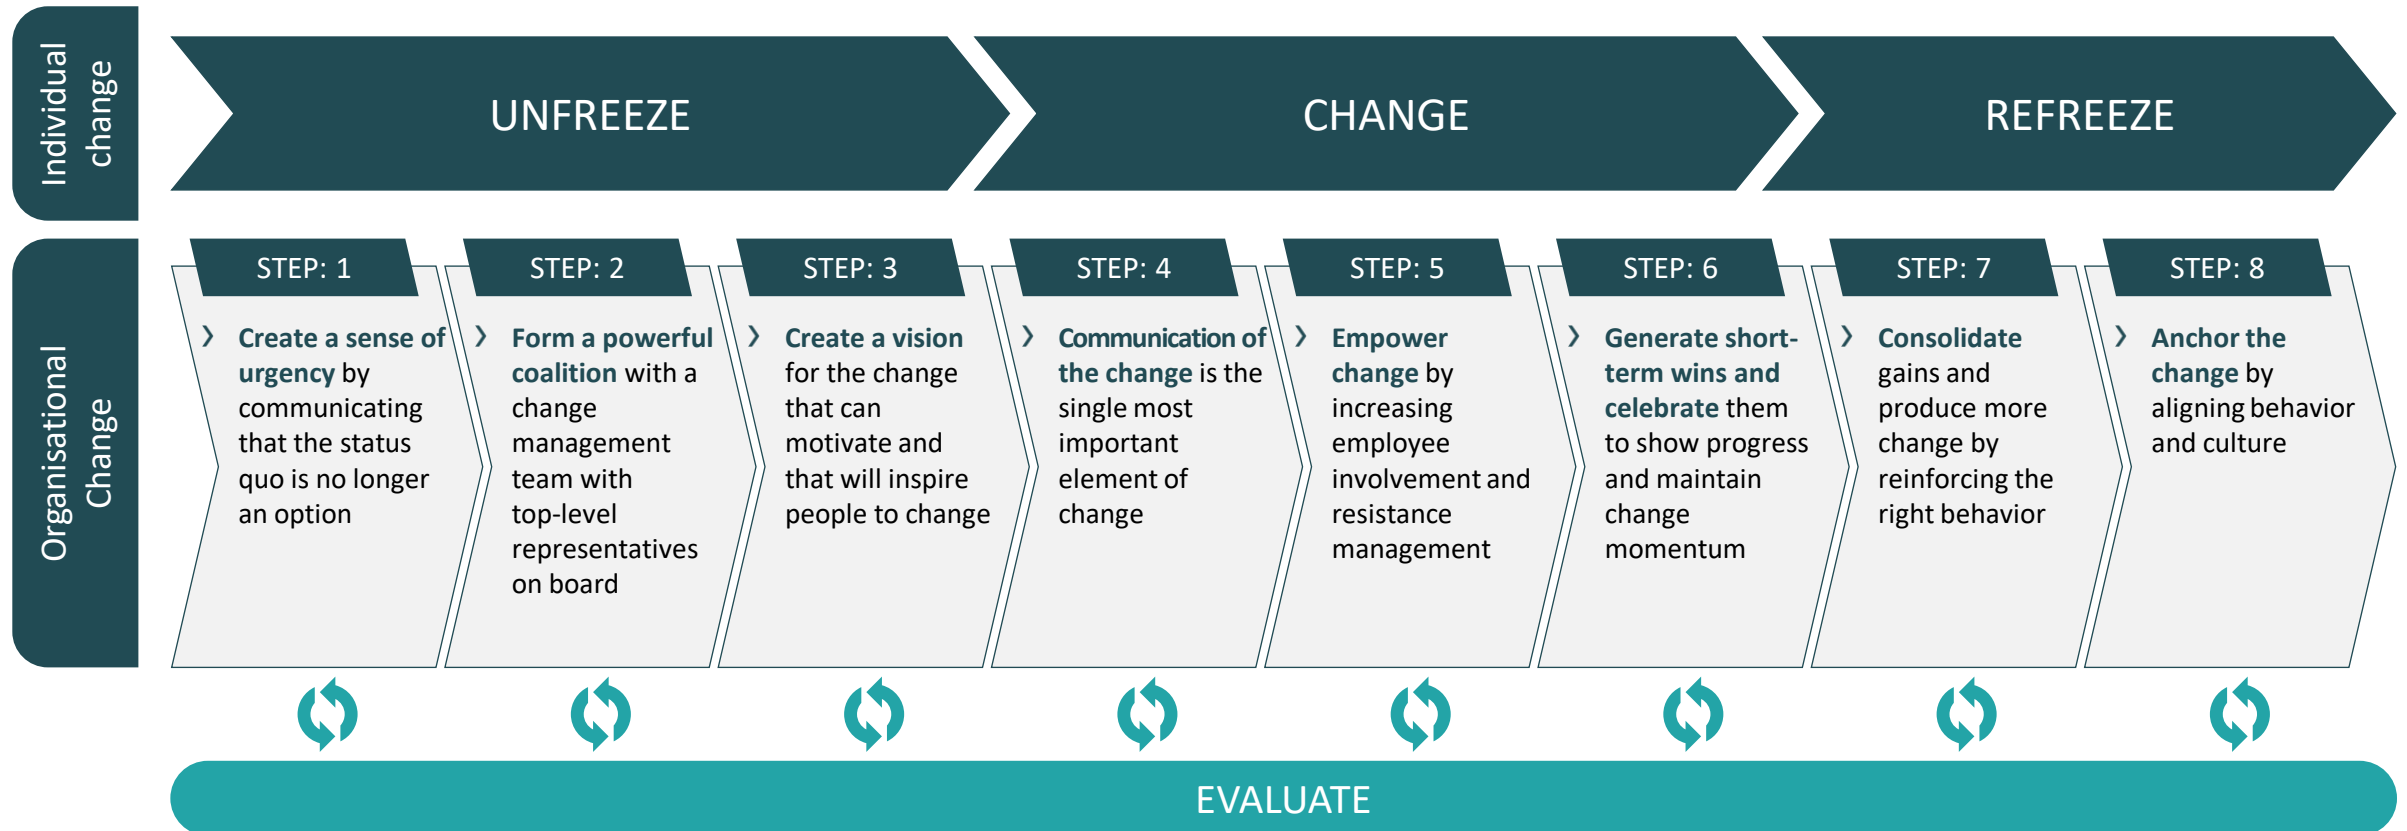 Individual
change
UNFREEZE
CHANGE
REFREEZE
Organisational
Change
STEP: 1
Create a sense of
urgency by
communicating
that the status
quo is no longer
an option
STEP: 2
Form a powerful
coalition with a
change
management
team with
top-level
representatives
on board
STEP: 3
Create a vision
for the change
that can
motivate and
that will inspire
people to change
STEP: 4
Communication of
the change is the
single most
important
element of
change
STEP: 5
Empower
change by
increasing
employee
involvement and
resistance
management
STEP: 6
Generate short-
term wins and
celebrate them
to show progress
and maintain
change
momentum
STEP: 7
Consolidate
gains and
produce more
change by
reinforcing the
right behavior
STEP: 8
Anchor the
change by
aligning behavior
and culture
EVALUATE